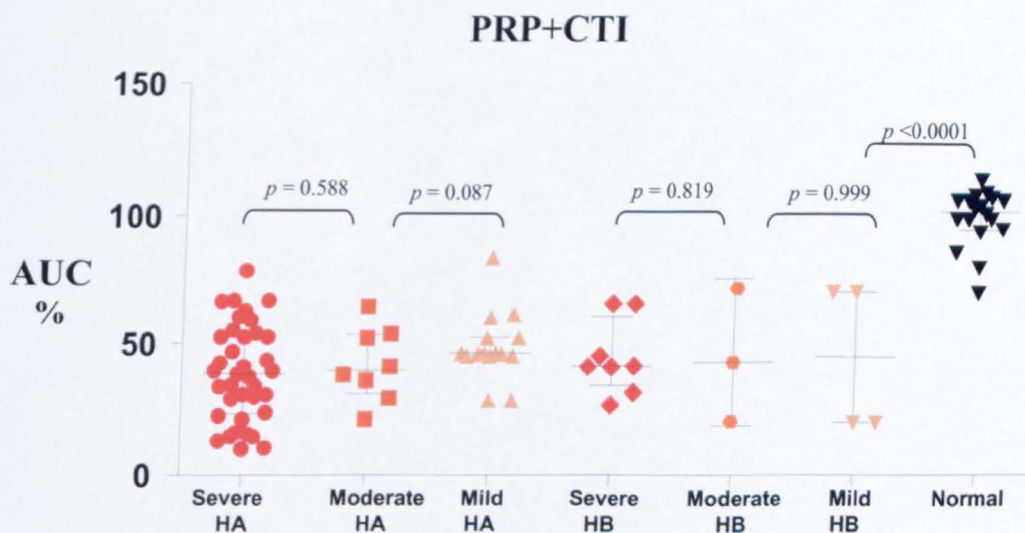 PRP+CTI
150
p <0.0001
p = 0.588
p = 0.087
p = 0.819
p = 0.999
100
AUC
%
50
0
Severe HA
Moderate HA
Mild HA
Severe HB
Moderate HB
Mild HB
Normal